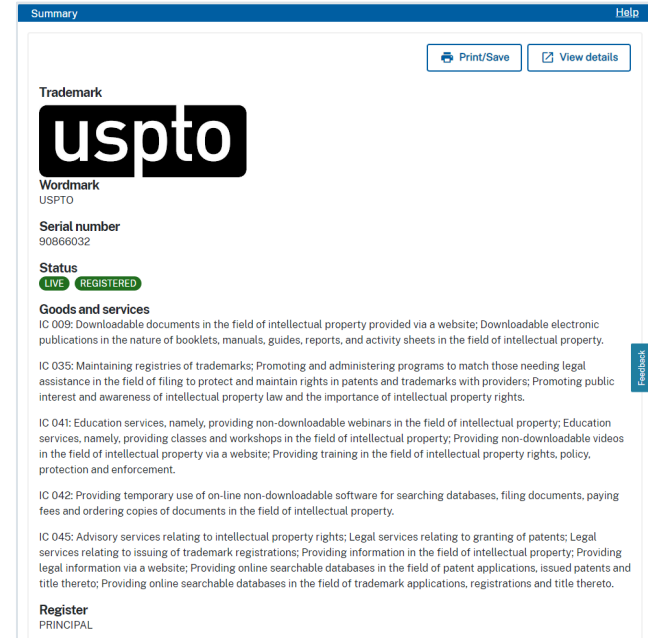 Summary
Help
Print/Save
View details
Trademark
uspto
Wordmark
USPTO
Serial number
90866032
Status
LIVE REGISTERED
Goods and services
IC 009: Downloadable documents in the field of intellectual property provided via a website; Downloadable electronic
publications in the nature of booklets, manuals, guides, reports, and activity sheets in the field of intellectual property.
IC 035: Maintaining registries of trademarks; Promoting and administering programs to match those needing legal
assistance in the field of filing to protect and maintain rights in patents and trademarks with providers; Promoting public
interest and awareness of intellectual property law and the importance of intellectual property rights.
Feedback
IC 041: Education services, namely, providing non-downloadable webinars in the field of intellectual property; Education
services, namely, providing classes and workshops in the field of intellectual property; Providing non-downloadable videos
in the field of intellectual property via a website; Providing training in the field of intellectual property rights, policy,
protection and enforcement.
IC 042: Providing temporary use of on-line non-downloadable software for searching databases, filing documents, paying
fees and ordering copies of documents in the field of intellectual property.
IC 045: Advisory services relating to intellectual property rights; Legal services relating to granting of patents; Legal
services relating to issuing of trademark registrations; Providing information in the field of intellectual property; Providing
legal information via a website; Providing online searchable databases in the field of patent applications, issued patents and
title thereto; Providing online searchable databases in the field of trademark applications, registrations and title thereto.
Register
PRINCIPAL